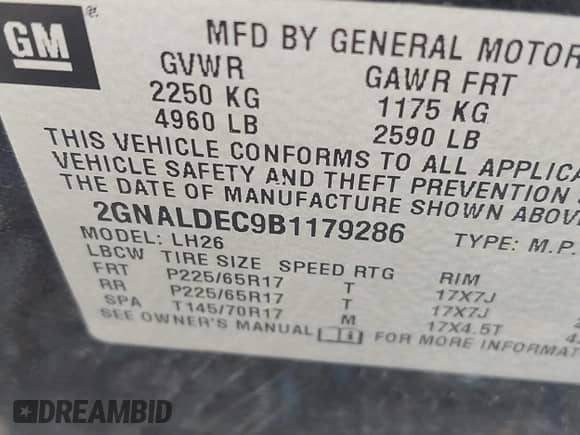 GM ®
MFD BY GENERAL MOTOR
GVWR GAWR FRT
2250 KG 1175 KG
4960 LB 2590 LB
THIS VEHICLE CONFORMS TO ALL APPLICA
VEHICLE SAFETY AND THEFT PREVENTION
THE DATE OF MANUFACTURE SHOWN ABOV
2GNALDEC9B1179286 TYPE: M.P.
MODEL: LH26
LBCW TIRE SIZE SPEED RTG RIM
FRT P225/65R17 T 17X7J
RR P225/65R17 T 17X7J
SPA T145/70R17 M 17X4.5T
SEE OWNER'S MANUAL FOR MORE INFORMAT
DREAMBID